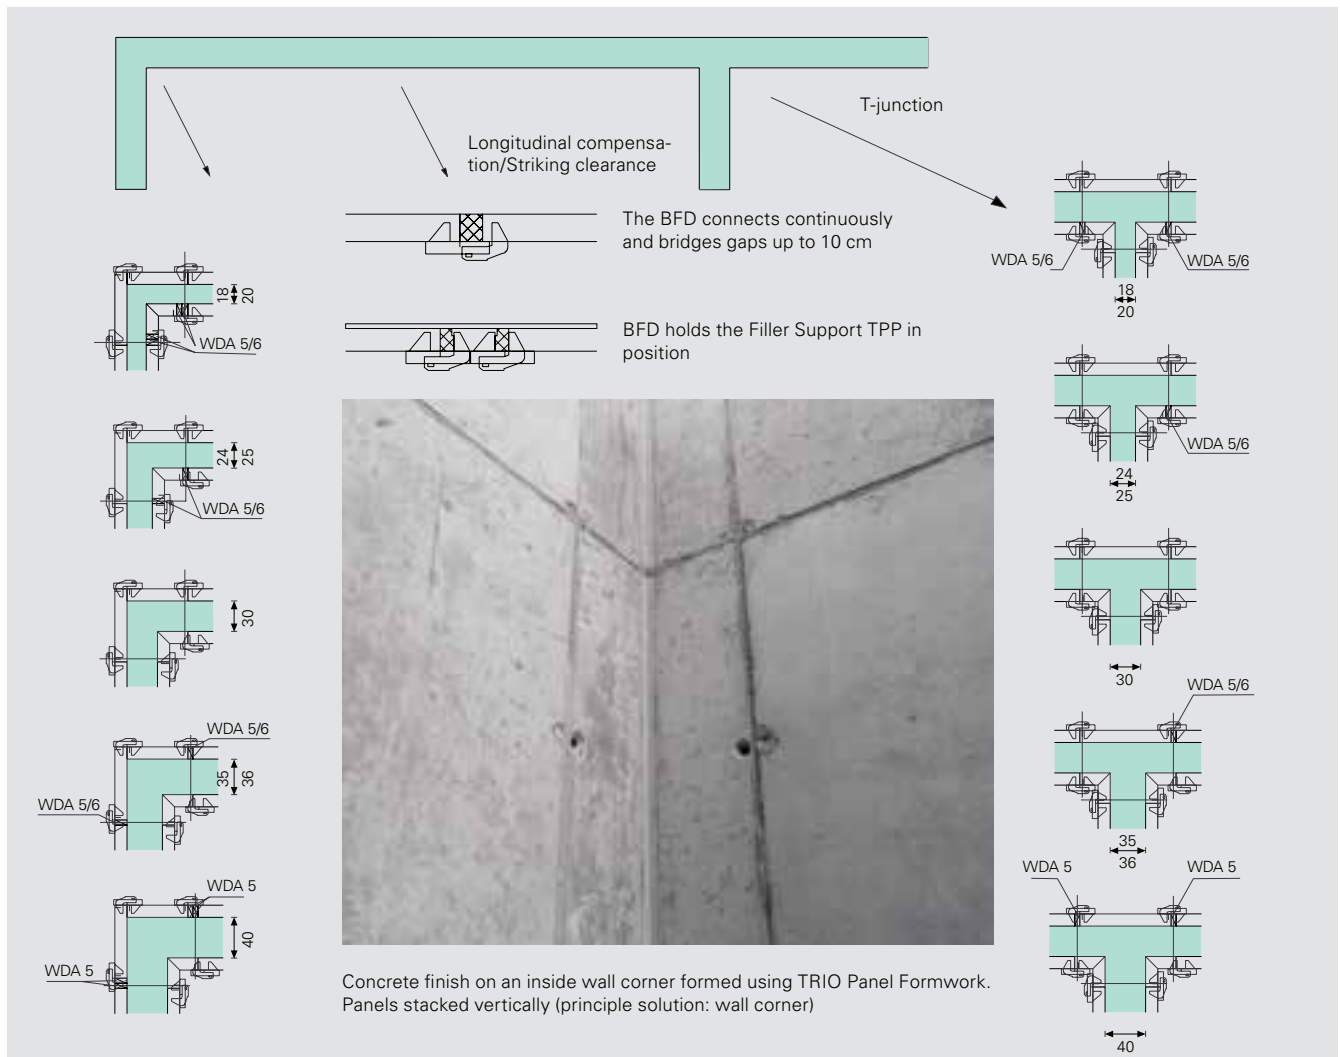 T-junction
Longitudinal compensa-
tion/Striking clearance
The BFD connects continuously
and bridges gaps up to 10 cm
BFD holds the Filler Support TPP in
position
18
20
WDA 5/6
24
25
WDA 5/6
30
WDA 5/6
35
36
WDA 5/6
WDA 5
40
WDA 5
WDA 5/6
WDA 5/6
18
20
WDA 5/6
24
25
30
WDA 5/6
35
36
WDA 5
WDA 5
40
Concrete finish on an inside wall corner formed using TRIO Panel Formwork.
Panels stacked vertically (principle solution: wall corner)